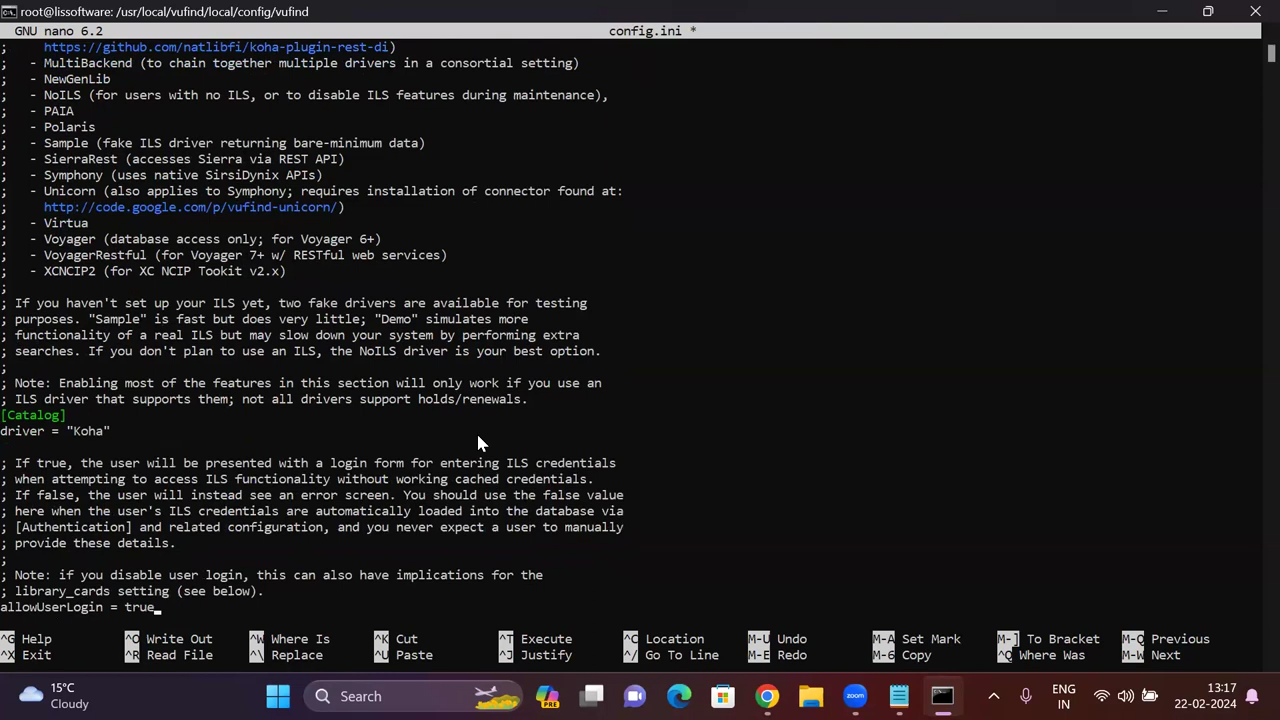 root@lissoftware: /usr/local/vufind/local/config/vufind
GNU nano 6.2 config.ini *
; https://github.com/natlibfi/koha-plugin-rest-di)
; - MultiBackend (to chain together multiple drivers in a consortial setting)
; - NewGenLib
; - NoILS (for users with no ILS, or to disable ILS features during maintenance),
; - PAIA
; - Polaris
; - Sample (fake ILS driver returning bare-minimum data)
; - SierraRest (accesses Sierra via REST API)
; - Symphony (uses native SirsiDynix APIs)
; - Unicorn (also applies to Symphony; requires installation of connector found at:
; http://code.google.com/p/vufind-unicorn/)
; - Virtua
; - Voyager (database access only; for Voyager 6+)
; - VoyagerRestful (for Voyager 7+ w/ RESTful web services)
; - XCNCIP2 (for XC NCIP Tookit v2.x)
;
; If you haven't set up your ILS yet, two fake drivers are available for testing
; purposes. "Sample" is fast but does very little; "Demo" simulates more
; functionality of a real ILS but may slow down your system by performing extra
; searches. If you don't plan to use an ILS, the NoILS driver is your best option.
;
; Note: Enabling most of the features in this section will only work if you use an
; ILS driver that supports them; not all drivers support holds/renewals.
[Catalog]
driver = "Koha"
; If true, the user will be presented with a login form for entering ILS credentials
; when attempting to access ILS functionality without working cached credentials.
; If false, the user will instead see an error screen. You should use the false value
; here when the user's ILS credentials are automatically loaded into the database via
; [Authentication] and related configuration, and you never expect a user to manually
; provide these details.
;
; Note: if you disable user login, this can also have implications for the
; library_cards setting (see below).
allowUserLogin = true
^G Help ^O Write Out ^W Where Is ^K Cut ^T Execute ^C Location M-U Undo M-A Set Mark M-] To Bracket M-Q Previous
^X Exit ^R Read File ^\ Replace ^U Paste ^J Justify ^/ Go To Line M-E Redo M-6 Copy ^Q Where Was M-W Next
15°C
Cloudy
Search
PRE
zoom
ENG
IN
13:17
22-02-2024